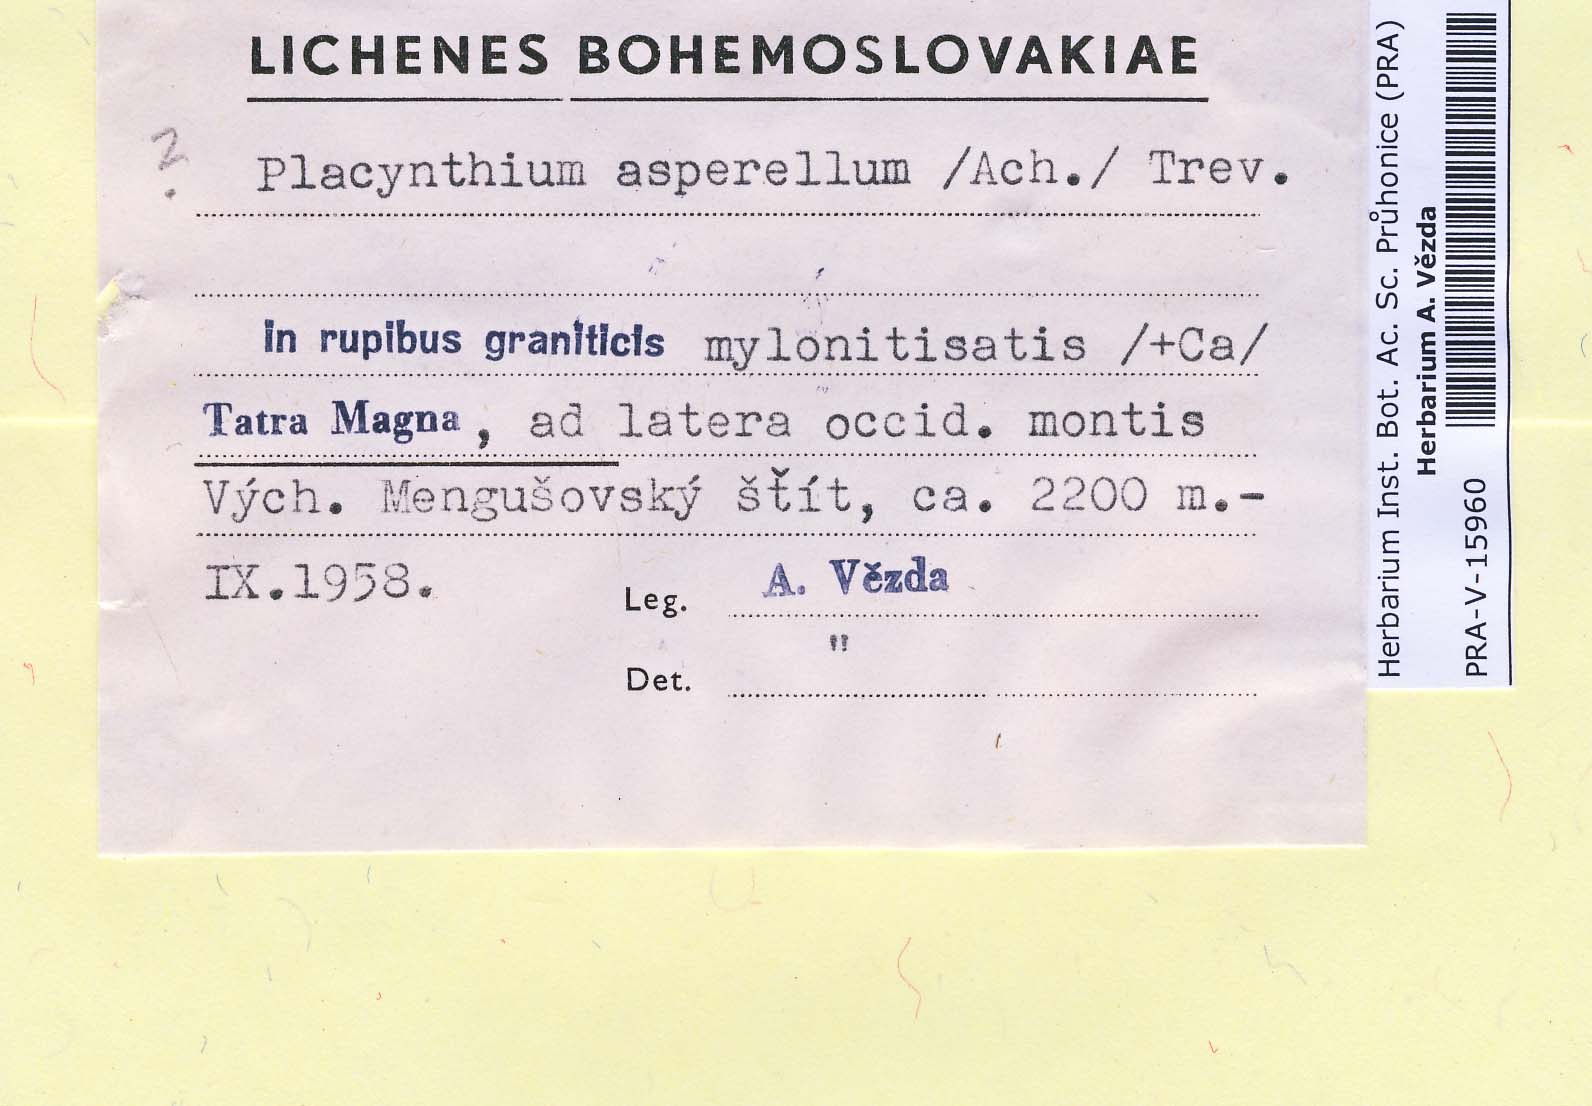 LICHENES BOHEMOSLOVAKIAE
? Placynthium asperellum /Ach./ Trev.
in rupibus graniticis mylonitisatis /+Ca/
Tatra Magna, ad latera occid. montis
Vých. Mengušovský štít, ca. 2200 m.-
IX.1958.
Leg. A. Vězda
Det. "
Herbarium Inst. Bot. Ac. Sc. Průhonice (PRA)
Herbarium A. Vězda
PRA-V-15960